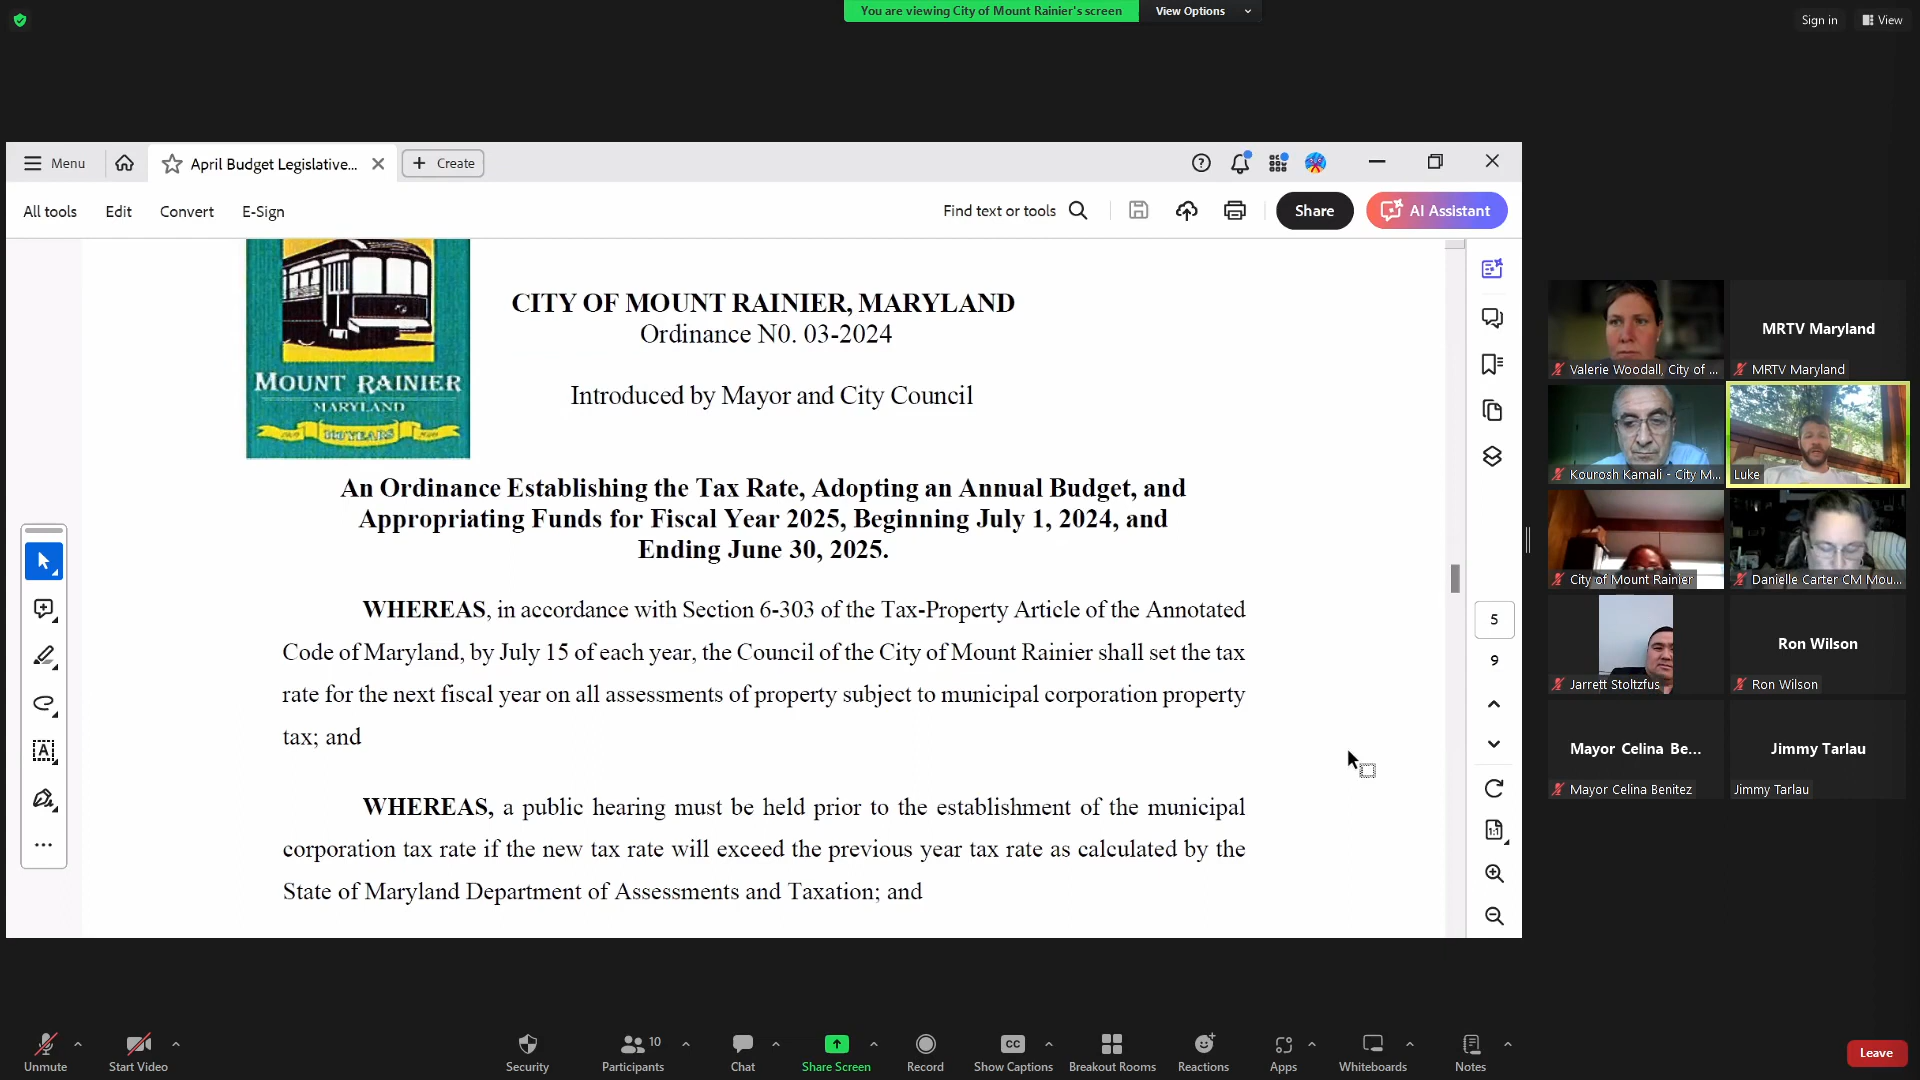 You are viewing City of Mount Rainier's screen
View Options
Sign in
View
Menu
April Budget Legislative...
Create
All tools
Edit
Convert
E-Sign
Find text or tools
Share
AI Assistant
MOUNT RAINIER
MARYLAND
YEARS
CITY OF MOUNT RAINIER, MARYLAND
Ordinance N0. 03-2024
Introduced by Mayor and City Council
An Ordinance Establishing the Tax Rate, Adopting an Annual Budget, and
Appropriating Funds for Fiscal Year 2025, Beginning July 1, 2024, and
Ending June 30, 2025.
WHEREAS, in accordance with Section 6-303 of the Tax-Property Article of the Annotated
Code of Maryland, by July 15 of each year, the Council of the City of Mount Rainier shall set the tax
rate for the next fiscal year on all assessments of property subject to municipal corporation property
tax; and
WHEREAS, a public hearing must be held prior to the establishment of the municipal
corporation tax rate if the new tax rate will exceed the previous year tax rate as calculated by the
State of Maryland Department of Assessments and Taxation; and
5
9
1:1
Valerie Woodall, City of ...
MRTV Maryland
MRTV Maryland
Kourosh Kamali - City M...
Luke
City of Mount Rainier
Danielle Carter CM Mou...
Jarrett Stoltzfus
Ron Wilson
Ron Wilson
Mayor Celina Be...
Mayor Celina Benitez
Jimmy Tarlau
Jimmy Tarlau
Unmute
Start Video
Security
Participants
10
Chat
Share Screen
Record
CC
Show Captions
Breakout Rooms
Reactions
Apps
Whiteboards
Notes
Leave